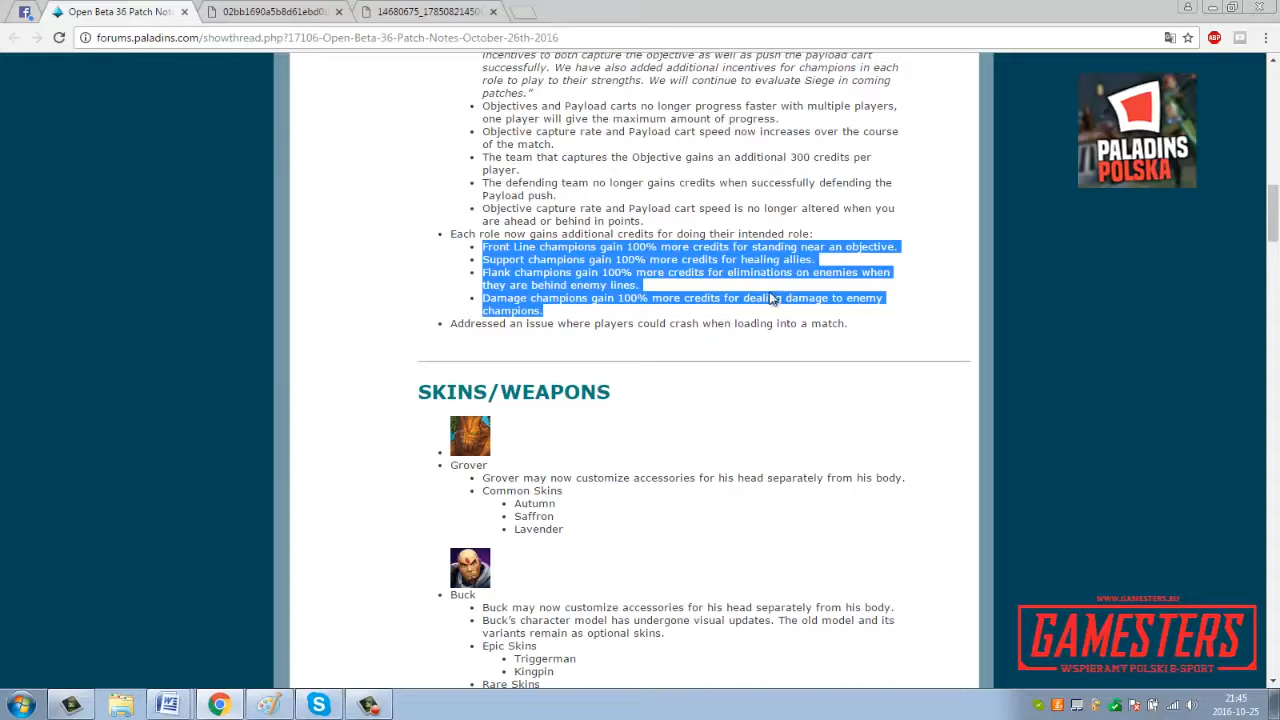 Open Beta 36 Patch Notes
02bb1690a5b8d61ebd0
14680675_1785082145
forums.paladins.com/showthread.php?17106-Open-Beta-36-Patch-Notes-October-26th-2016
ABP
incentives to both capture the objective as well as push the payload cart
successfully. We have also added additional incentives for champions in each
role to play to their strengths. We will continue to evaluate Siege in coming
patches.”
• Objectives and Payload carts no longer progress faster with multiple players,
one player will give the maximum amount of progress.
• Objective capture rate and Payload cart speed now increases over the course
of the match.
• The team that captures the Objective gains an additional 300 credits per
player.
• The defending team no longer gains credits when successfully defending the
Payload push.
• Objective capture rate and Payload cart speed is no longer altered when you
are ahead or behind in points.
• Each role now gains additional credits for doing their intended role:
• Front Line champions gain 100% more credits for standing near an objective.
• Support champions gain 100% more credits for healing allies.
• Flank champions gain 100% more credits for eliminations on enemies when
they are behind enemy lines.
• Damage champions gain 100% more credits for dealing damage to enemy
champions.
• Addressed an issue where players could crash when loading into a match.
PALADINS
POLSKA
SKINS/WEAPONS
• Grover
• Grover may now customize accessories for his head separately from his body.
• Common Skins
• Autumn
• Saffron
• Lavender
• Buck
• Buck may now customize accessories for his head separately from his body.
• Buck’s character model has undergone visual updates. The old model and its
variants remain as optional skins.
• Epic Skins
• Triggerman
• Kingpin
• Rare Skins
WWW.GAMESTERS.EU
GAMESTERS
WSPIERAMY POLSKI E-SPORT
21:45
2016-10-25